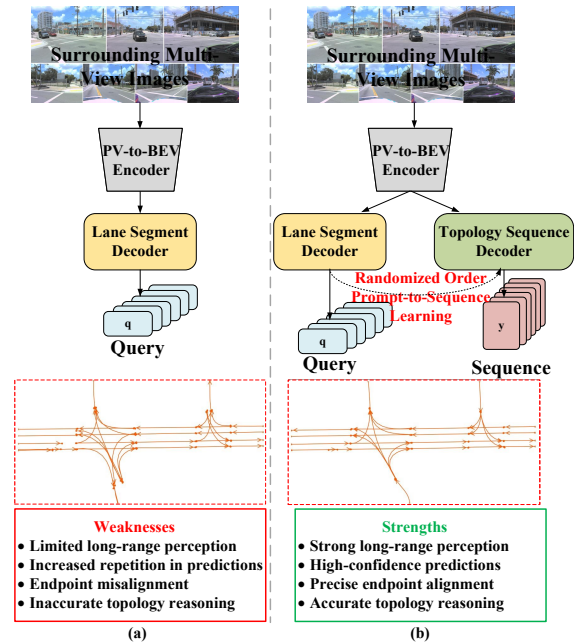 Surrounding Multi-
View Images
PV-to-BEV
Encoder
Lane Segment
Decoder
q
Query
Weaknesses
• Limited long-range perception
• Increased repetition in predictions
• Endpoint misalignment
• Inaccurate topology reasoning
(a)
Surrounding Multi-
View Images
PV-to-BEV
Encoder
Lane Segment
Decoder
Topology Sequence
Decoder
Randomized Order
Prompt-to-Sequence
Learning
q
Query
y
Sequence
Strengths
• Strong long-range perception
• High-confidence predictions
• Precise endpoint alignment
• Accurate topology reasoning
(b)